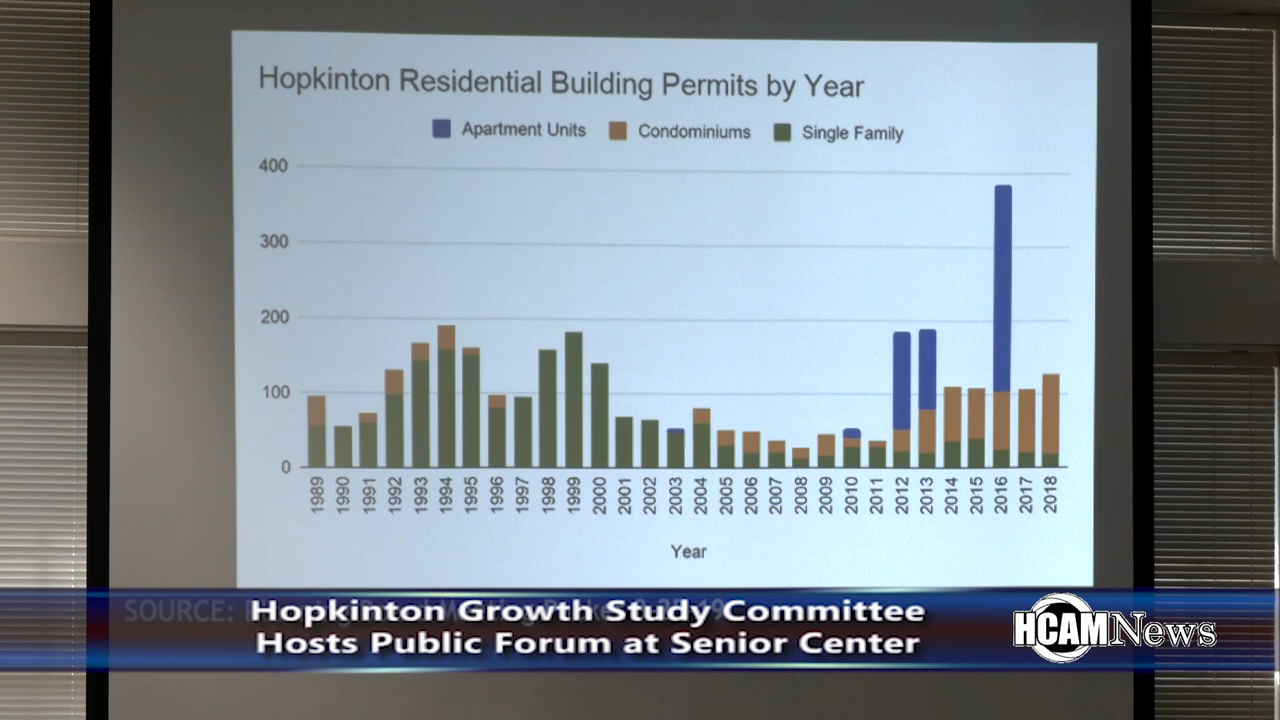 Hopkinton Residential Building Permits by Year
Apartment Units Condominiums Single Family
400
300
200
100
0
1989 1990 1991 1992 1993 1994 1995 1996 1997 1998 1999 2000 2001 2002 2003 2004 2005 2006 2007 2008 2009 2010 2011 2012 2013 2014 2015 2016 2017 2018
Year
SOURCE:
Hopkinton Growth Study Committee
Hosts Public Forum at Senior Center
HCAM News